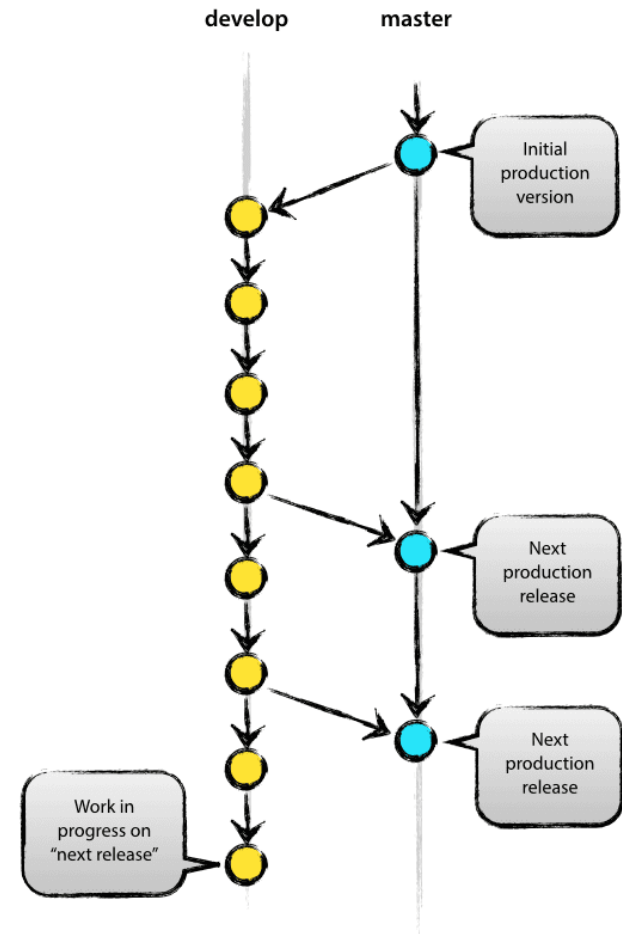 develop
master
Initial
production
version
Next
production
release
Next
production
release
Work in
progress on
“next release”